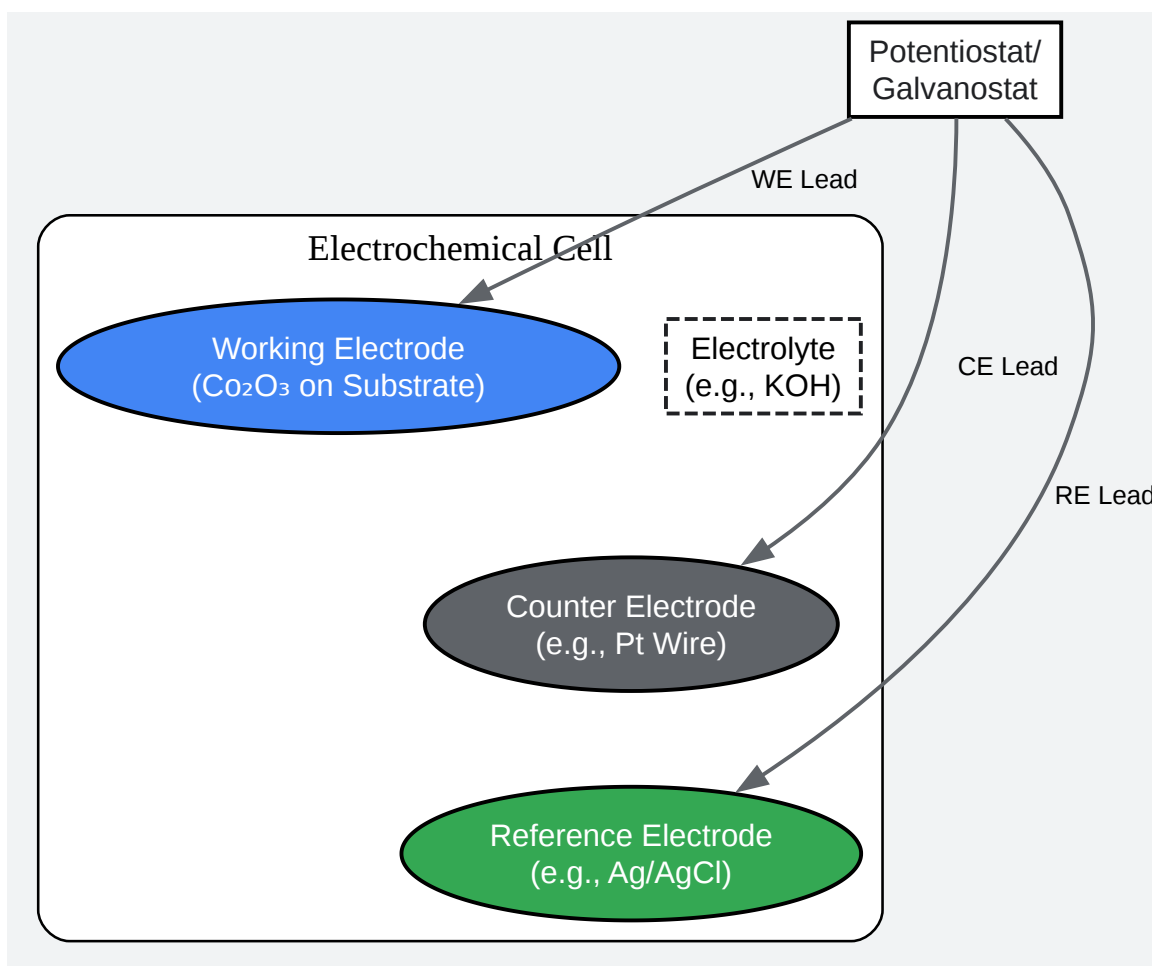 Potentiostat/
Galvanostat
WE Lead
Electrochemical Cell
Working Electrode
(Co₂O₃ on Substrate)
Electrolyte
(e.g., KOH)
CE Lead
RE Lead
Counter Electrode
(e.g., Pt Wire)
Reference Electrode
(e.g., Ag/AgCl)